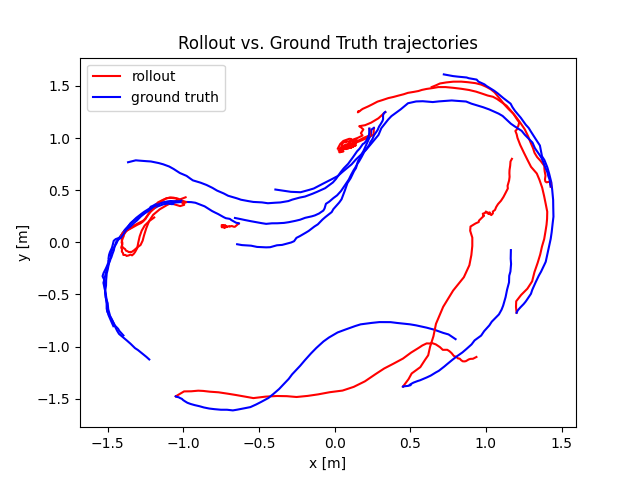 Rollout vs. Ground Truth trajectories
rollout
ground truth
1.5
1.0
0.5
0.0
−0.5
−1.0
−1.5
y [m]
−1.5 −1.0 −0.5 0.0 0.5 1.0 1.5
x [m]